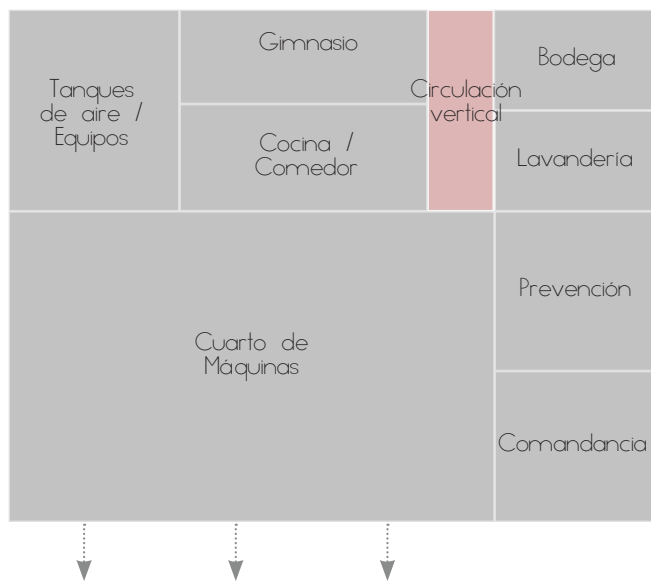 Gimnasio
Tanques
de aire /
Equipos
Cocina /
Comedor
Circulación
vertical
Bodega
Lavandería
Cuarto de
Máquinas
Prevención
Comandancia